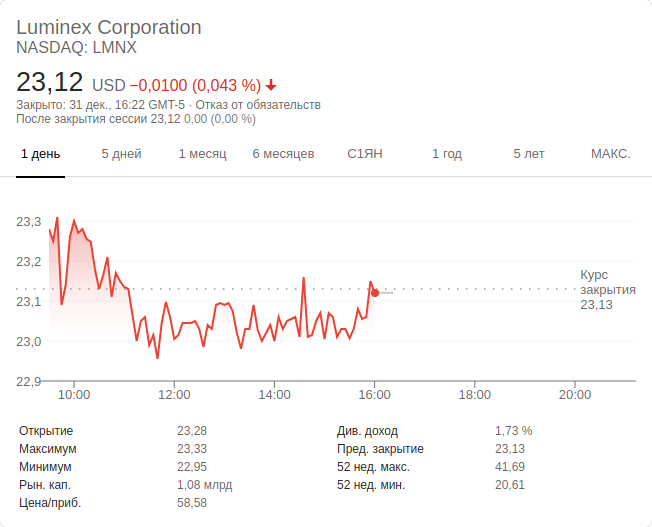 Luminex Corporation
NASDAQ: LMNX
23,12 USD −0,0100 (0,043 %)
Закрыто: 31 дек., 16:22 GMT-5 · Отказ от обязательств
После закрытия сессии 23,12 0,00 (0,00 %)
1 день 5 дней 1 месяц 6 месяцев С1ЯН 1 год 5 лет МАКС.
23,3
23,2
23,1
23,0
22,9
Курс
закрытия
23,13
10:00 12:00 14:00 16:00 18:00 20:00
Открытие 23,28 Див. доход 1,73 %
Максимум 23,33 Пред. закрытие 23,13
Минимум 22,95 52 нед. макс. 41,69
Рын. кап. 1,08 млрд 52 нед. мин. 20,61
Цена/приб. 58,58